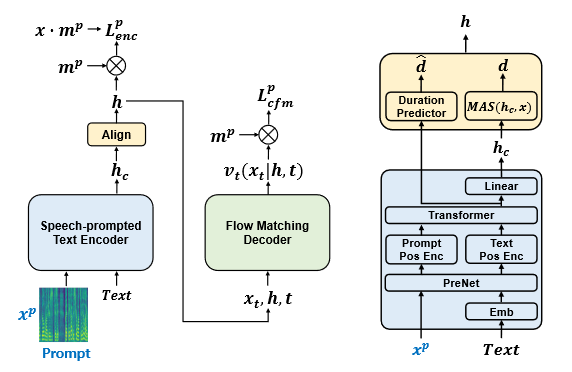 x · m^p → L^p_enc
m^p
h
Align
h_c
Speech-prompted
Text Encoder
x^p
Prompt
Text
L^p_cfm
m^p
v_t(x_t|h, t)
Flow Matching
Decoder
x_t, h, t
h
d̂
d
Duration
Predictor
MAS(h_c, x)
h_c
Linear
Transformer
Prompt
Pos Enc
Text
Pos Enc
PreNet
Emb
x^p
Text